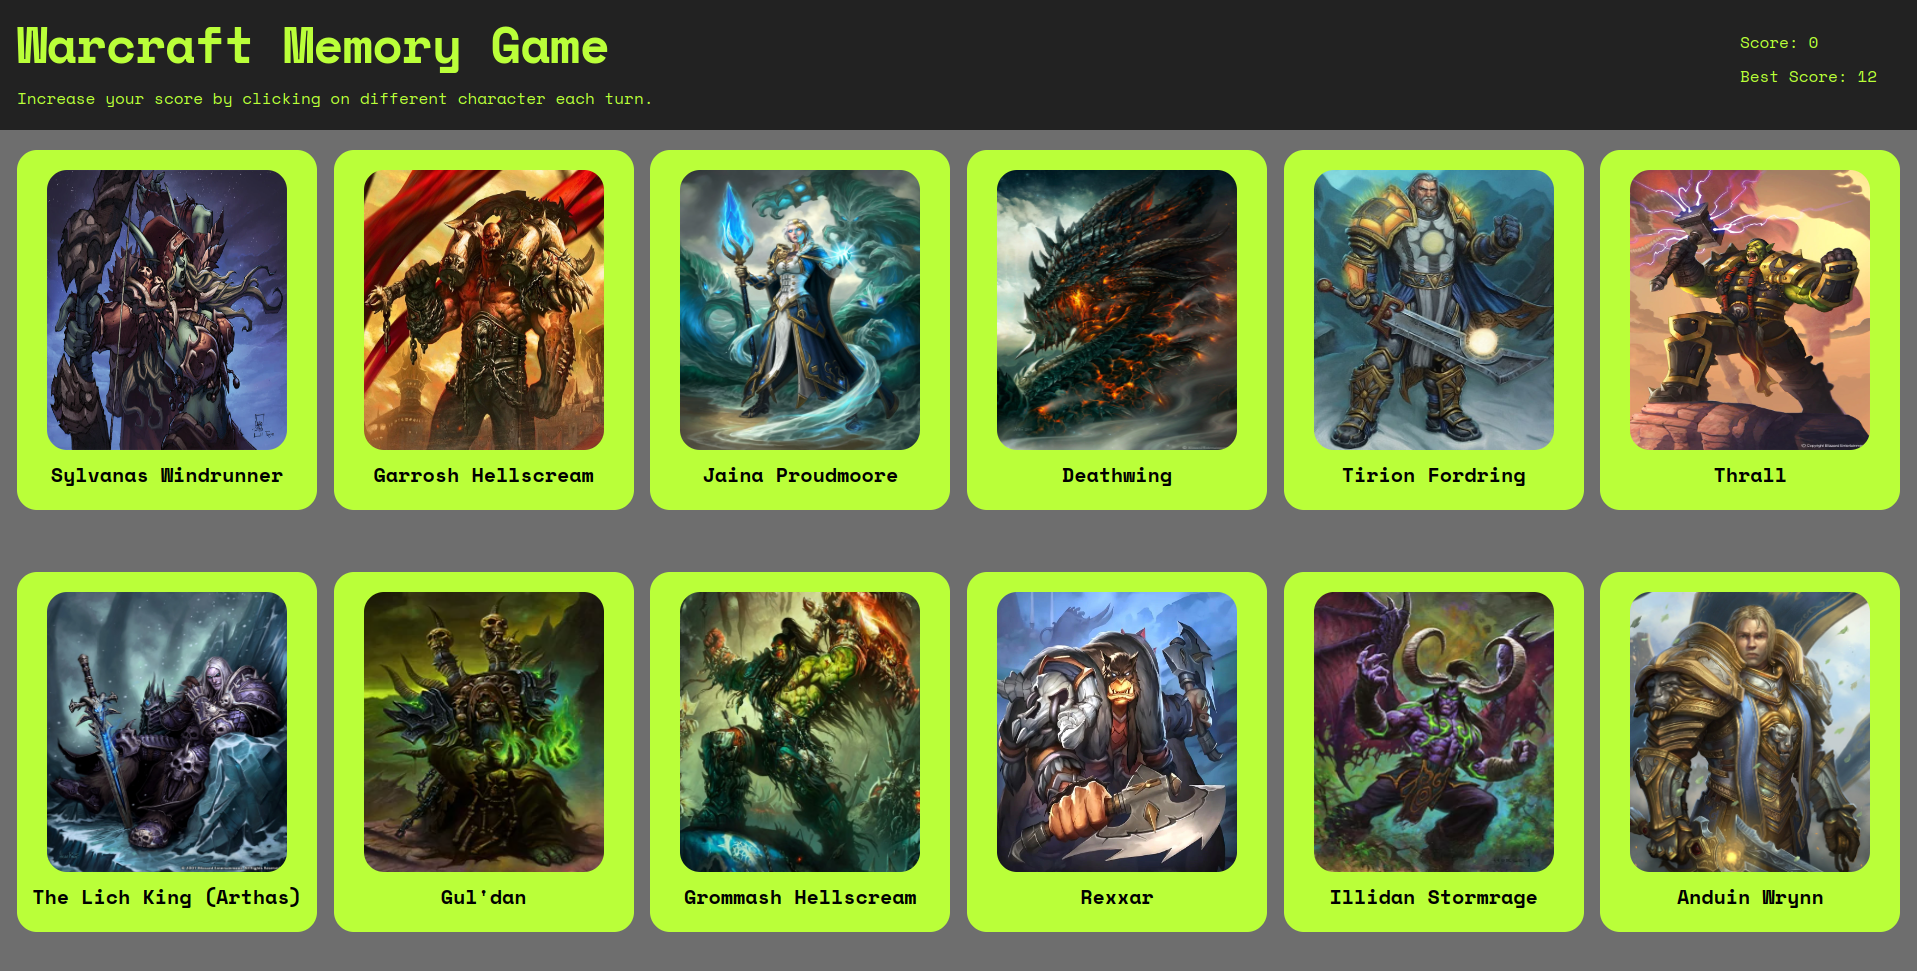 Warcraft Memory Game
Increase your score by clicking on different character each turn.
Score: 0
Best Score: 12
Sylvanas Windrunner
Garrosh Hellscream
Jaina Proudmoore
Deathwing
Tirion Fordring
Thrall
The Lich King (Arthas)
Gul'dan
Grommash Hellscream
Rexxar
Illidan Stormrage
Anduin Wrynn